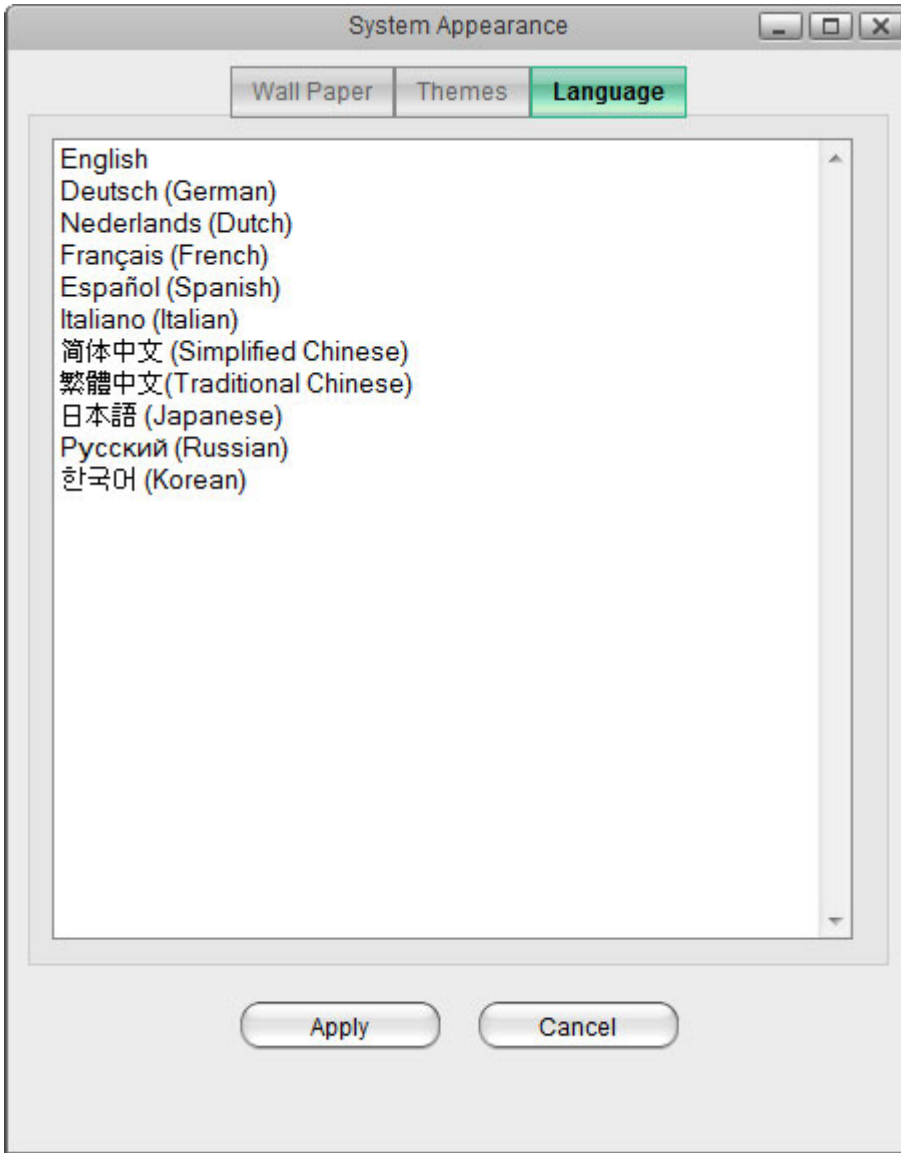 System Appearance
Wall Paper Themes Language
English
Deutsch (German)
Nederlands (Dutch)
Français (French)
Español (Spanish)
Italiano (Italian)
简体中文 (Simplified Chinese)
繁體中文(Traditional Chinese)
日本語 (Japanese)
Русский (Russian)
한국어 (Korean)
Apply Cancel